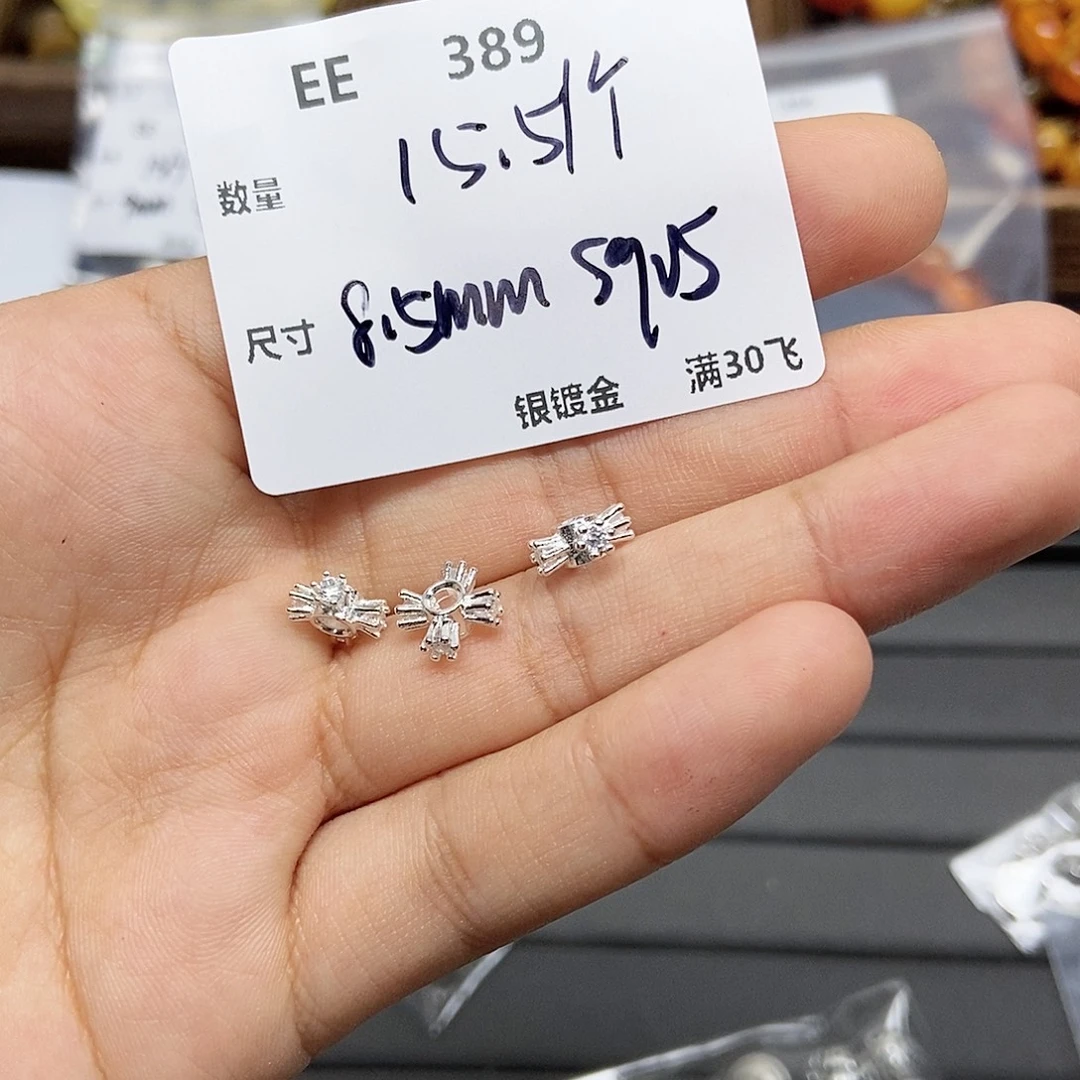 EE 389
数量 15.5/个
尺寸 8.5mm S925
银镀金 满30飞